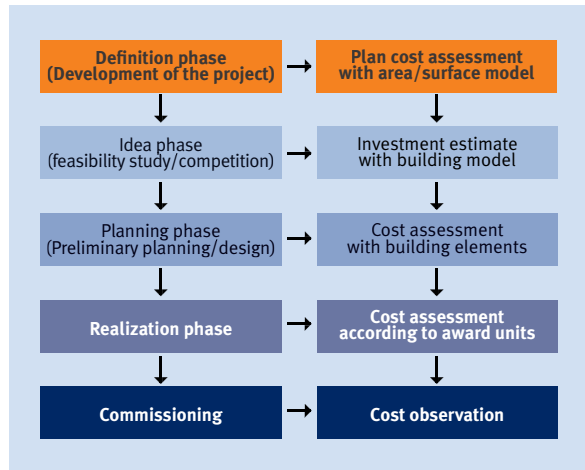 Definition phase
(Development of the project)
Plan cost assessment
with area/surface model
Idea phase
(feasibility study/competition)
Investment estimate
with building model
Planning phase
(Preliminary planning/design)
Cost assessment
with building elements
Realization phase
Cost assessment
according to award units
Commissioning
Cost observation